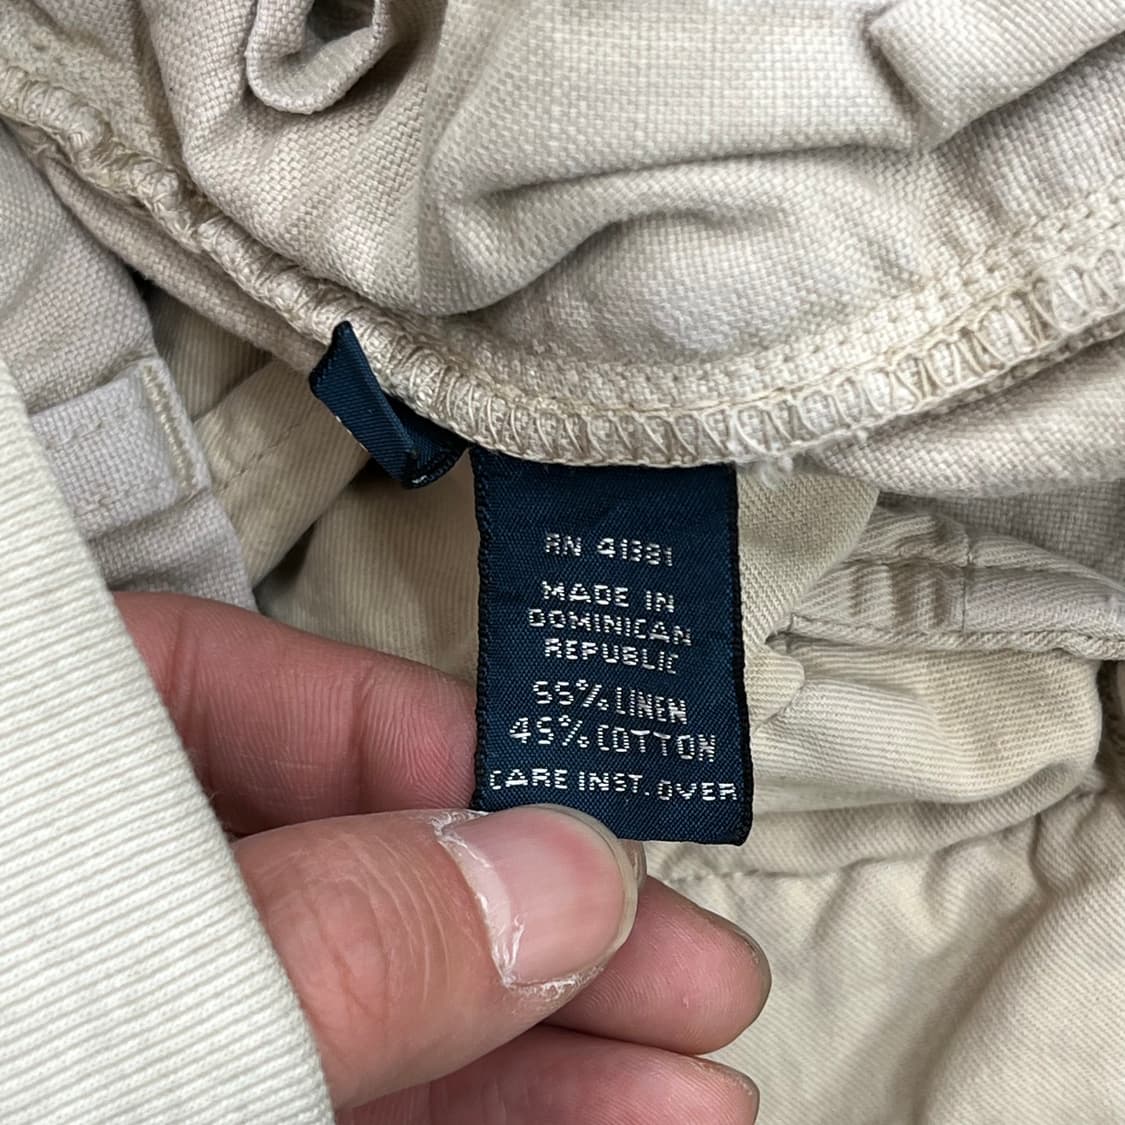 RN 41381
MADE IN
DOMINICAN
REPUBLIC
55% LINEN
45% COTTON
CARE INST. OVER